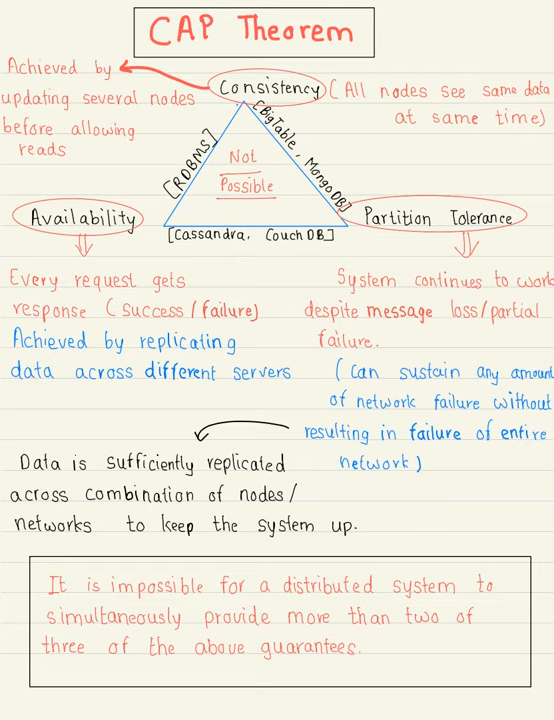 CAP Theorem
Achieved by
updating several nodes
before allowing
reads
Consistency (All nodes see same data
at same time)
[RDBMS]
[BigTable, MongoDB]
Not
Possible
Availability
Partition Tolerance
[Cassandra, CouchDB]
Every request gets
response (success/failure)
Achieved by replicating
data across different servers
System continues to work
despite message loss/partial
failure.
(Can sustain any amount
of network failure without
resulting in failure of entire
network)
Data is sufficiently replicated
across combination of nodes/
networks to keep the system up.
It is impossible for a distributed system to
simultaneously provide more than two of
three of the above guarantees.